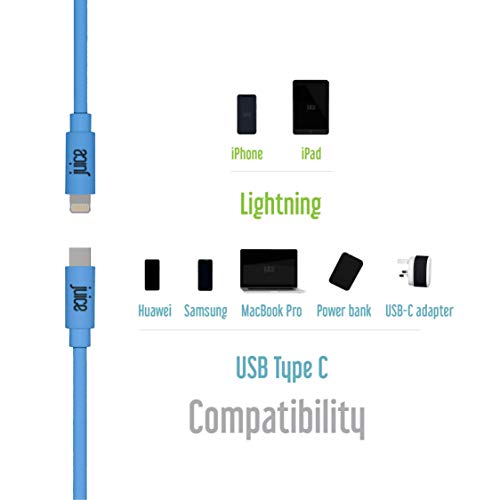 juice
iPhone iPad
Lightning
juice
Huawei Samsung MacBook Pro Power bank USB-C adapter
USB Type C
Compatibility